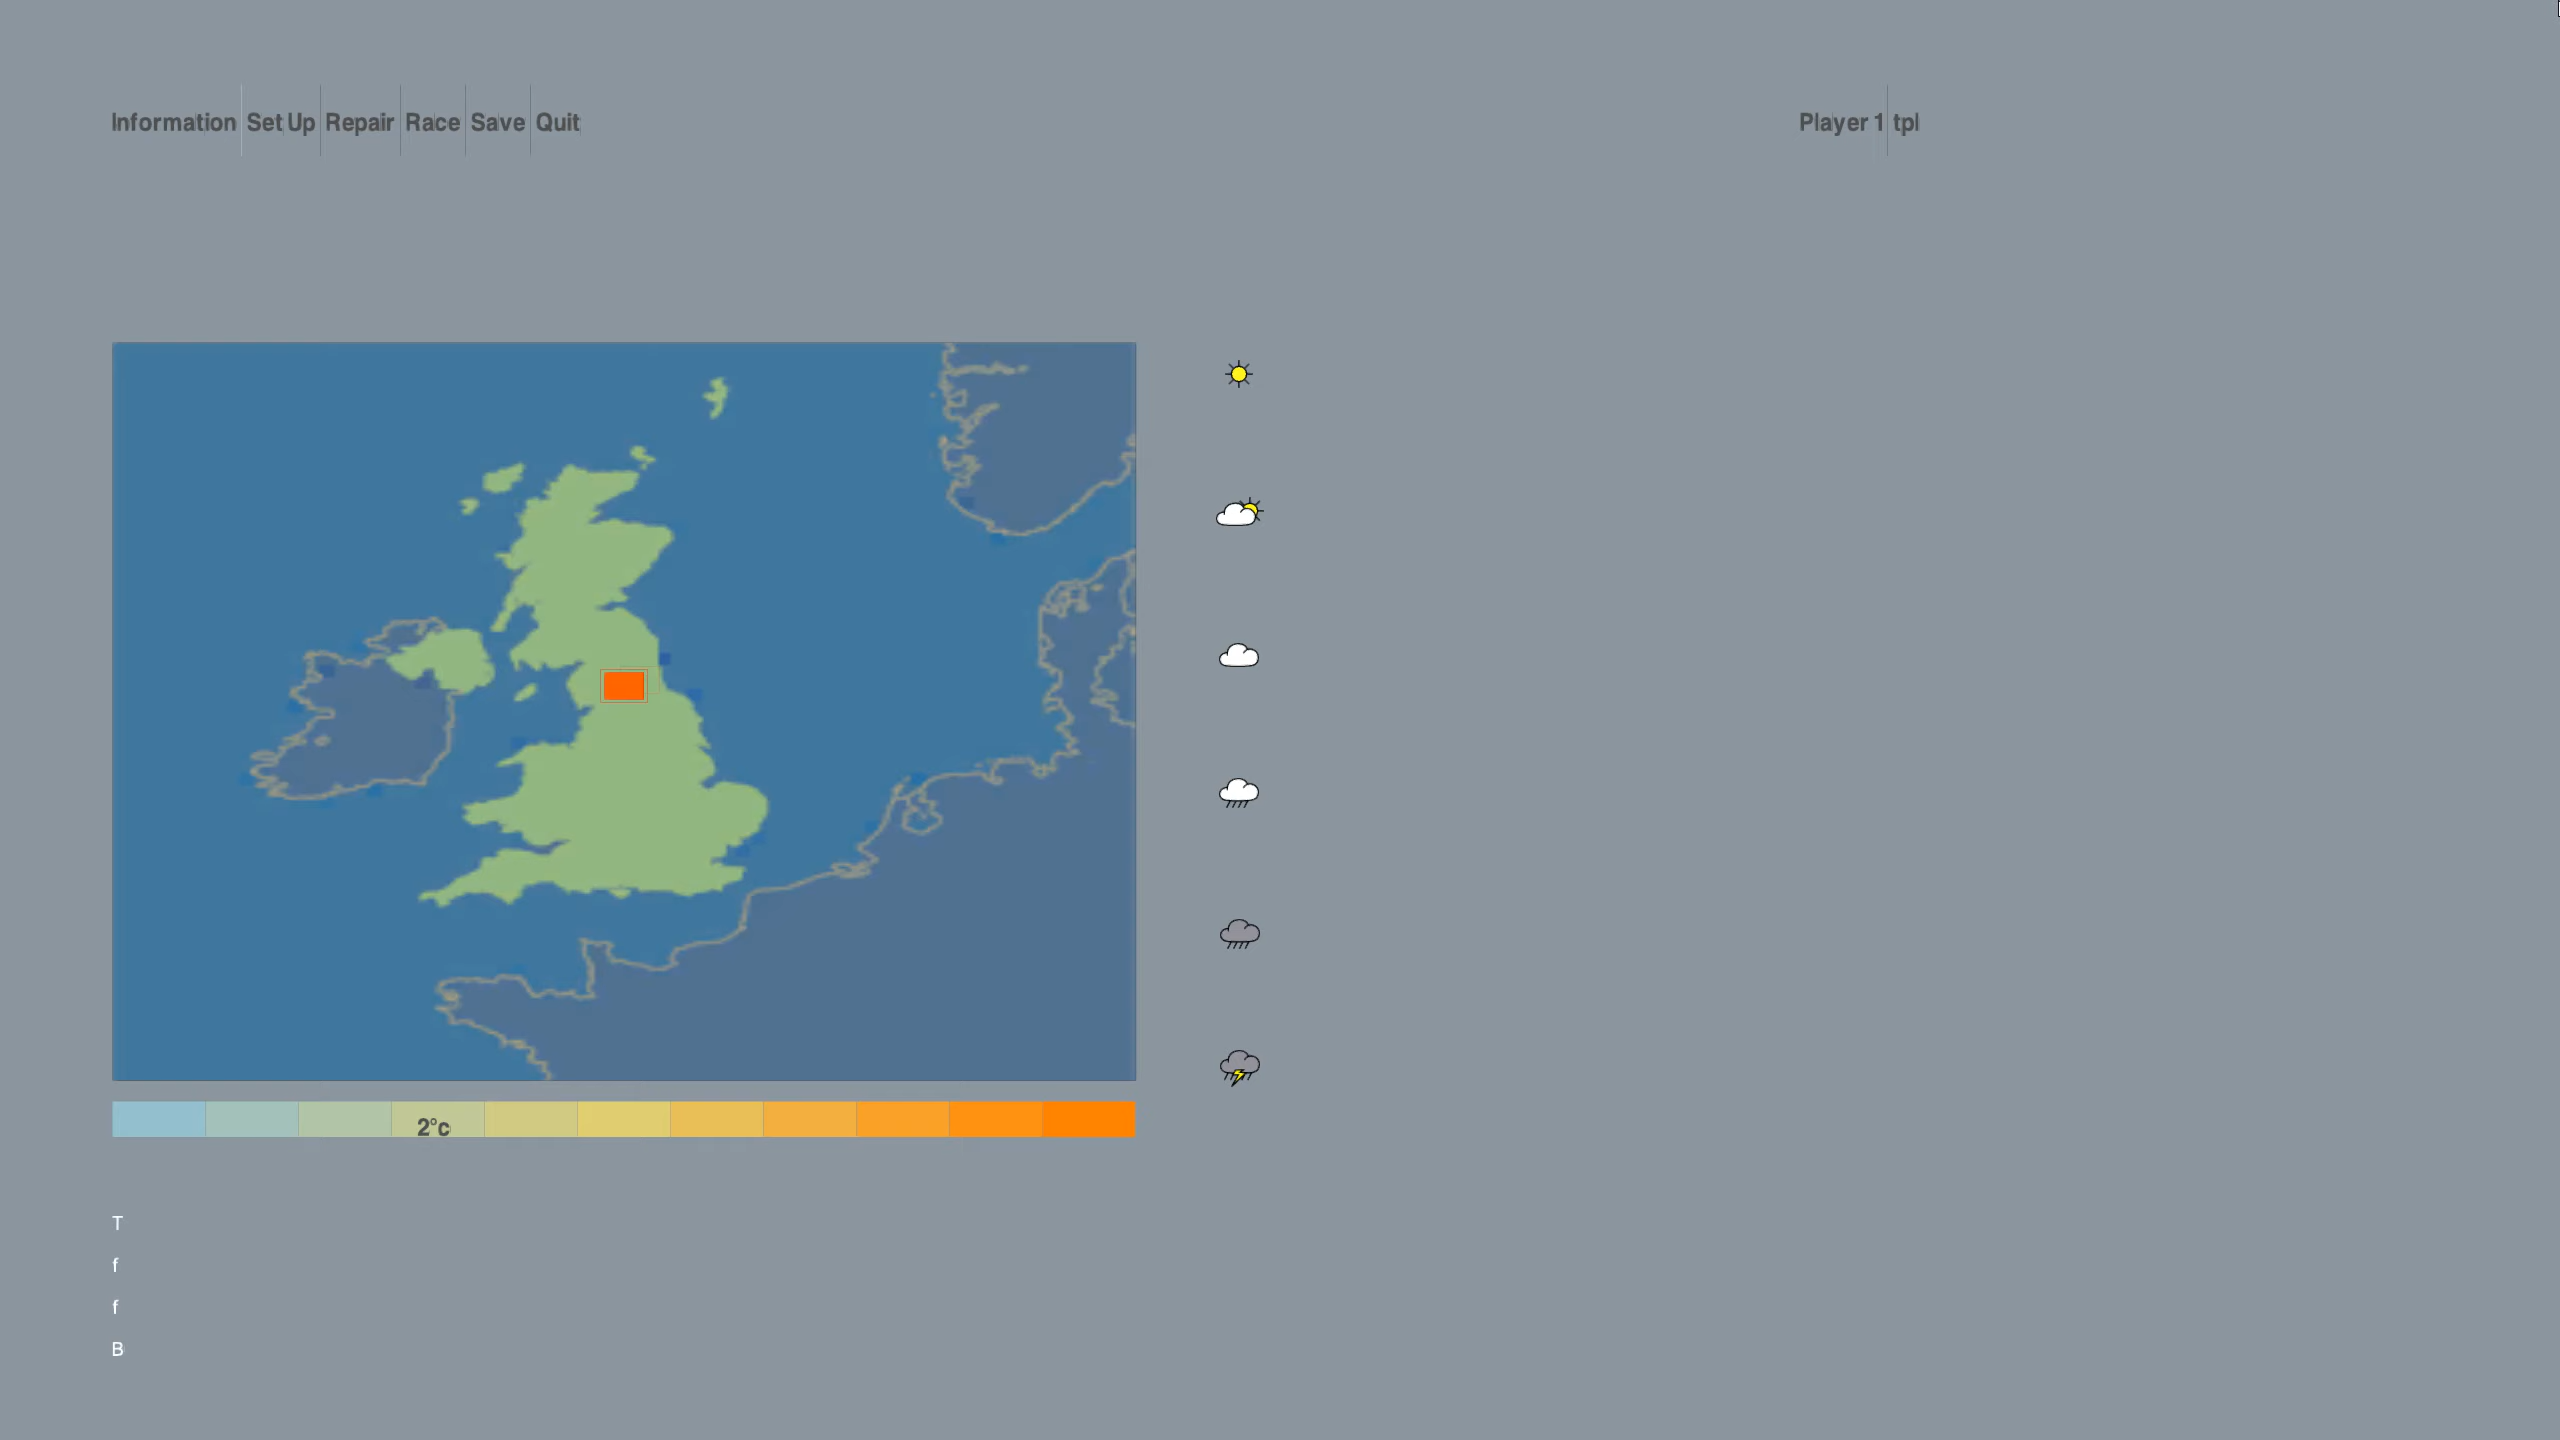 Information Set Up Repair Race Save Quit
Player 1 tpl
2°c
T
f
f
B